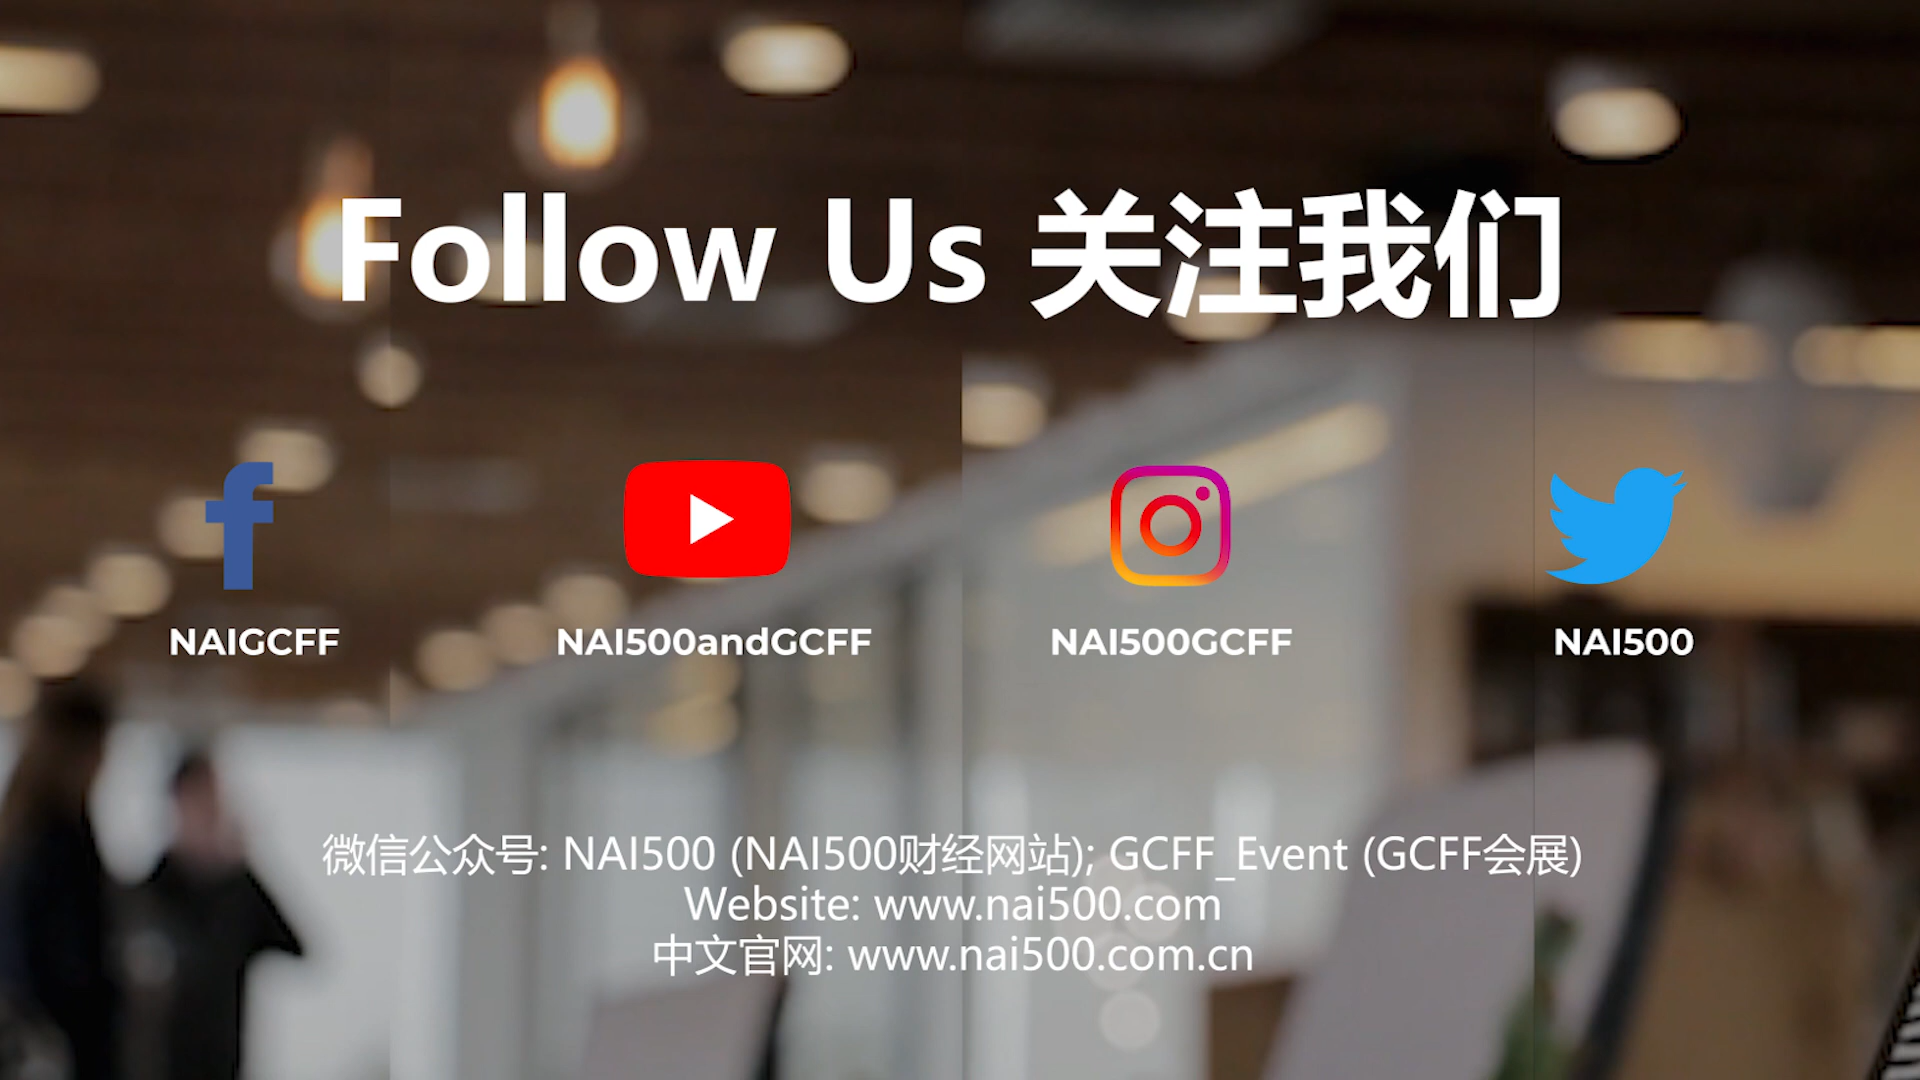 Follow Us 关注我们
NAIGCFF
NAI500andGCFF
NAI500GCFF
NAI500
微信公众号: NAI500 (NAI500财经网站); GCFF_Event (GCFF会展)
Website: www.nai500.com
中文官网: www.nai500.com.cn